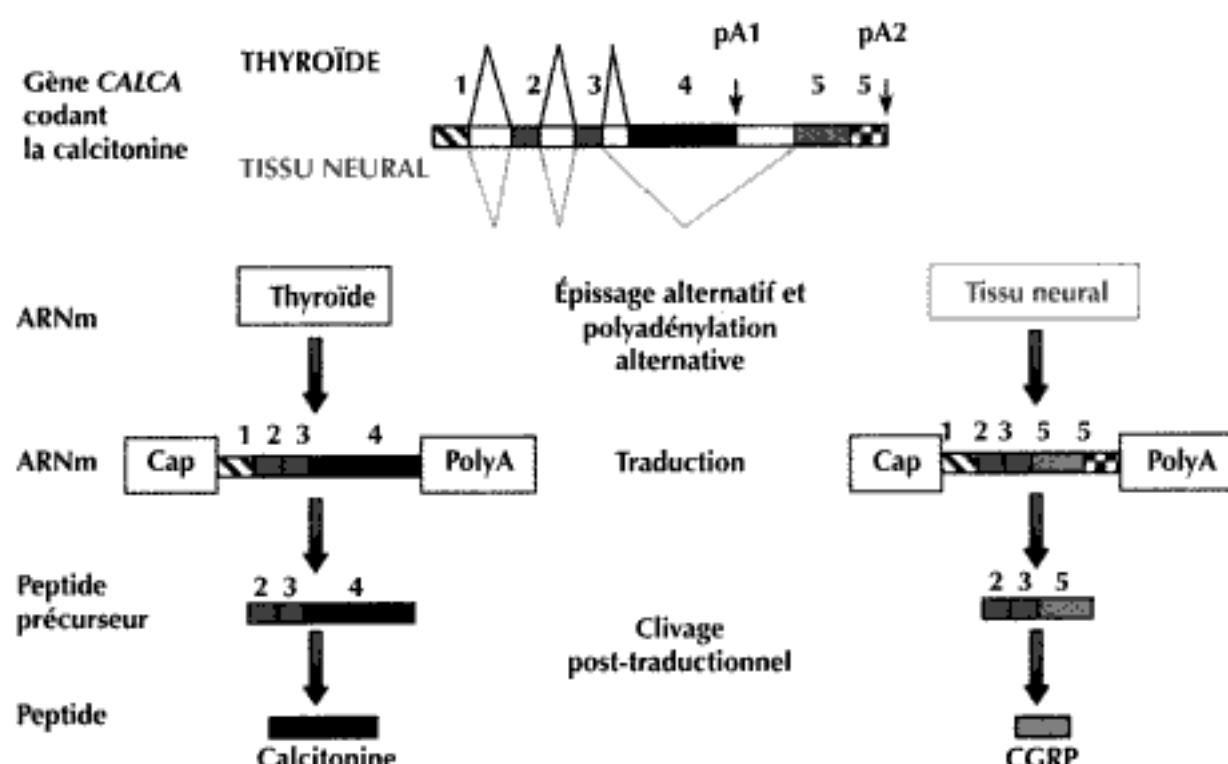 pA1 pA2
THYROÏDE
1 2 3 4 5 5
Gène CALCA
codant
la calcitonine
TISSU NEURAL
ARNm
Thyroïde
Épissage alternatif et
polyadénylation
alternative
Tissu neural
ARNm
1 2 3 4
Cap
PolyA
Traduction
1 2 3 5 5
Cap
PolyA
Peptide
précurseur
2 3 4
2 3 5
Clivage
post-traductionnel
Peptide
Calcitonine
CGRP